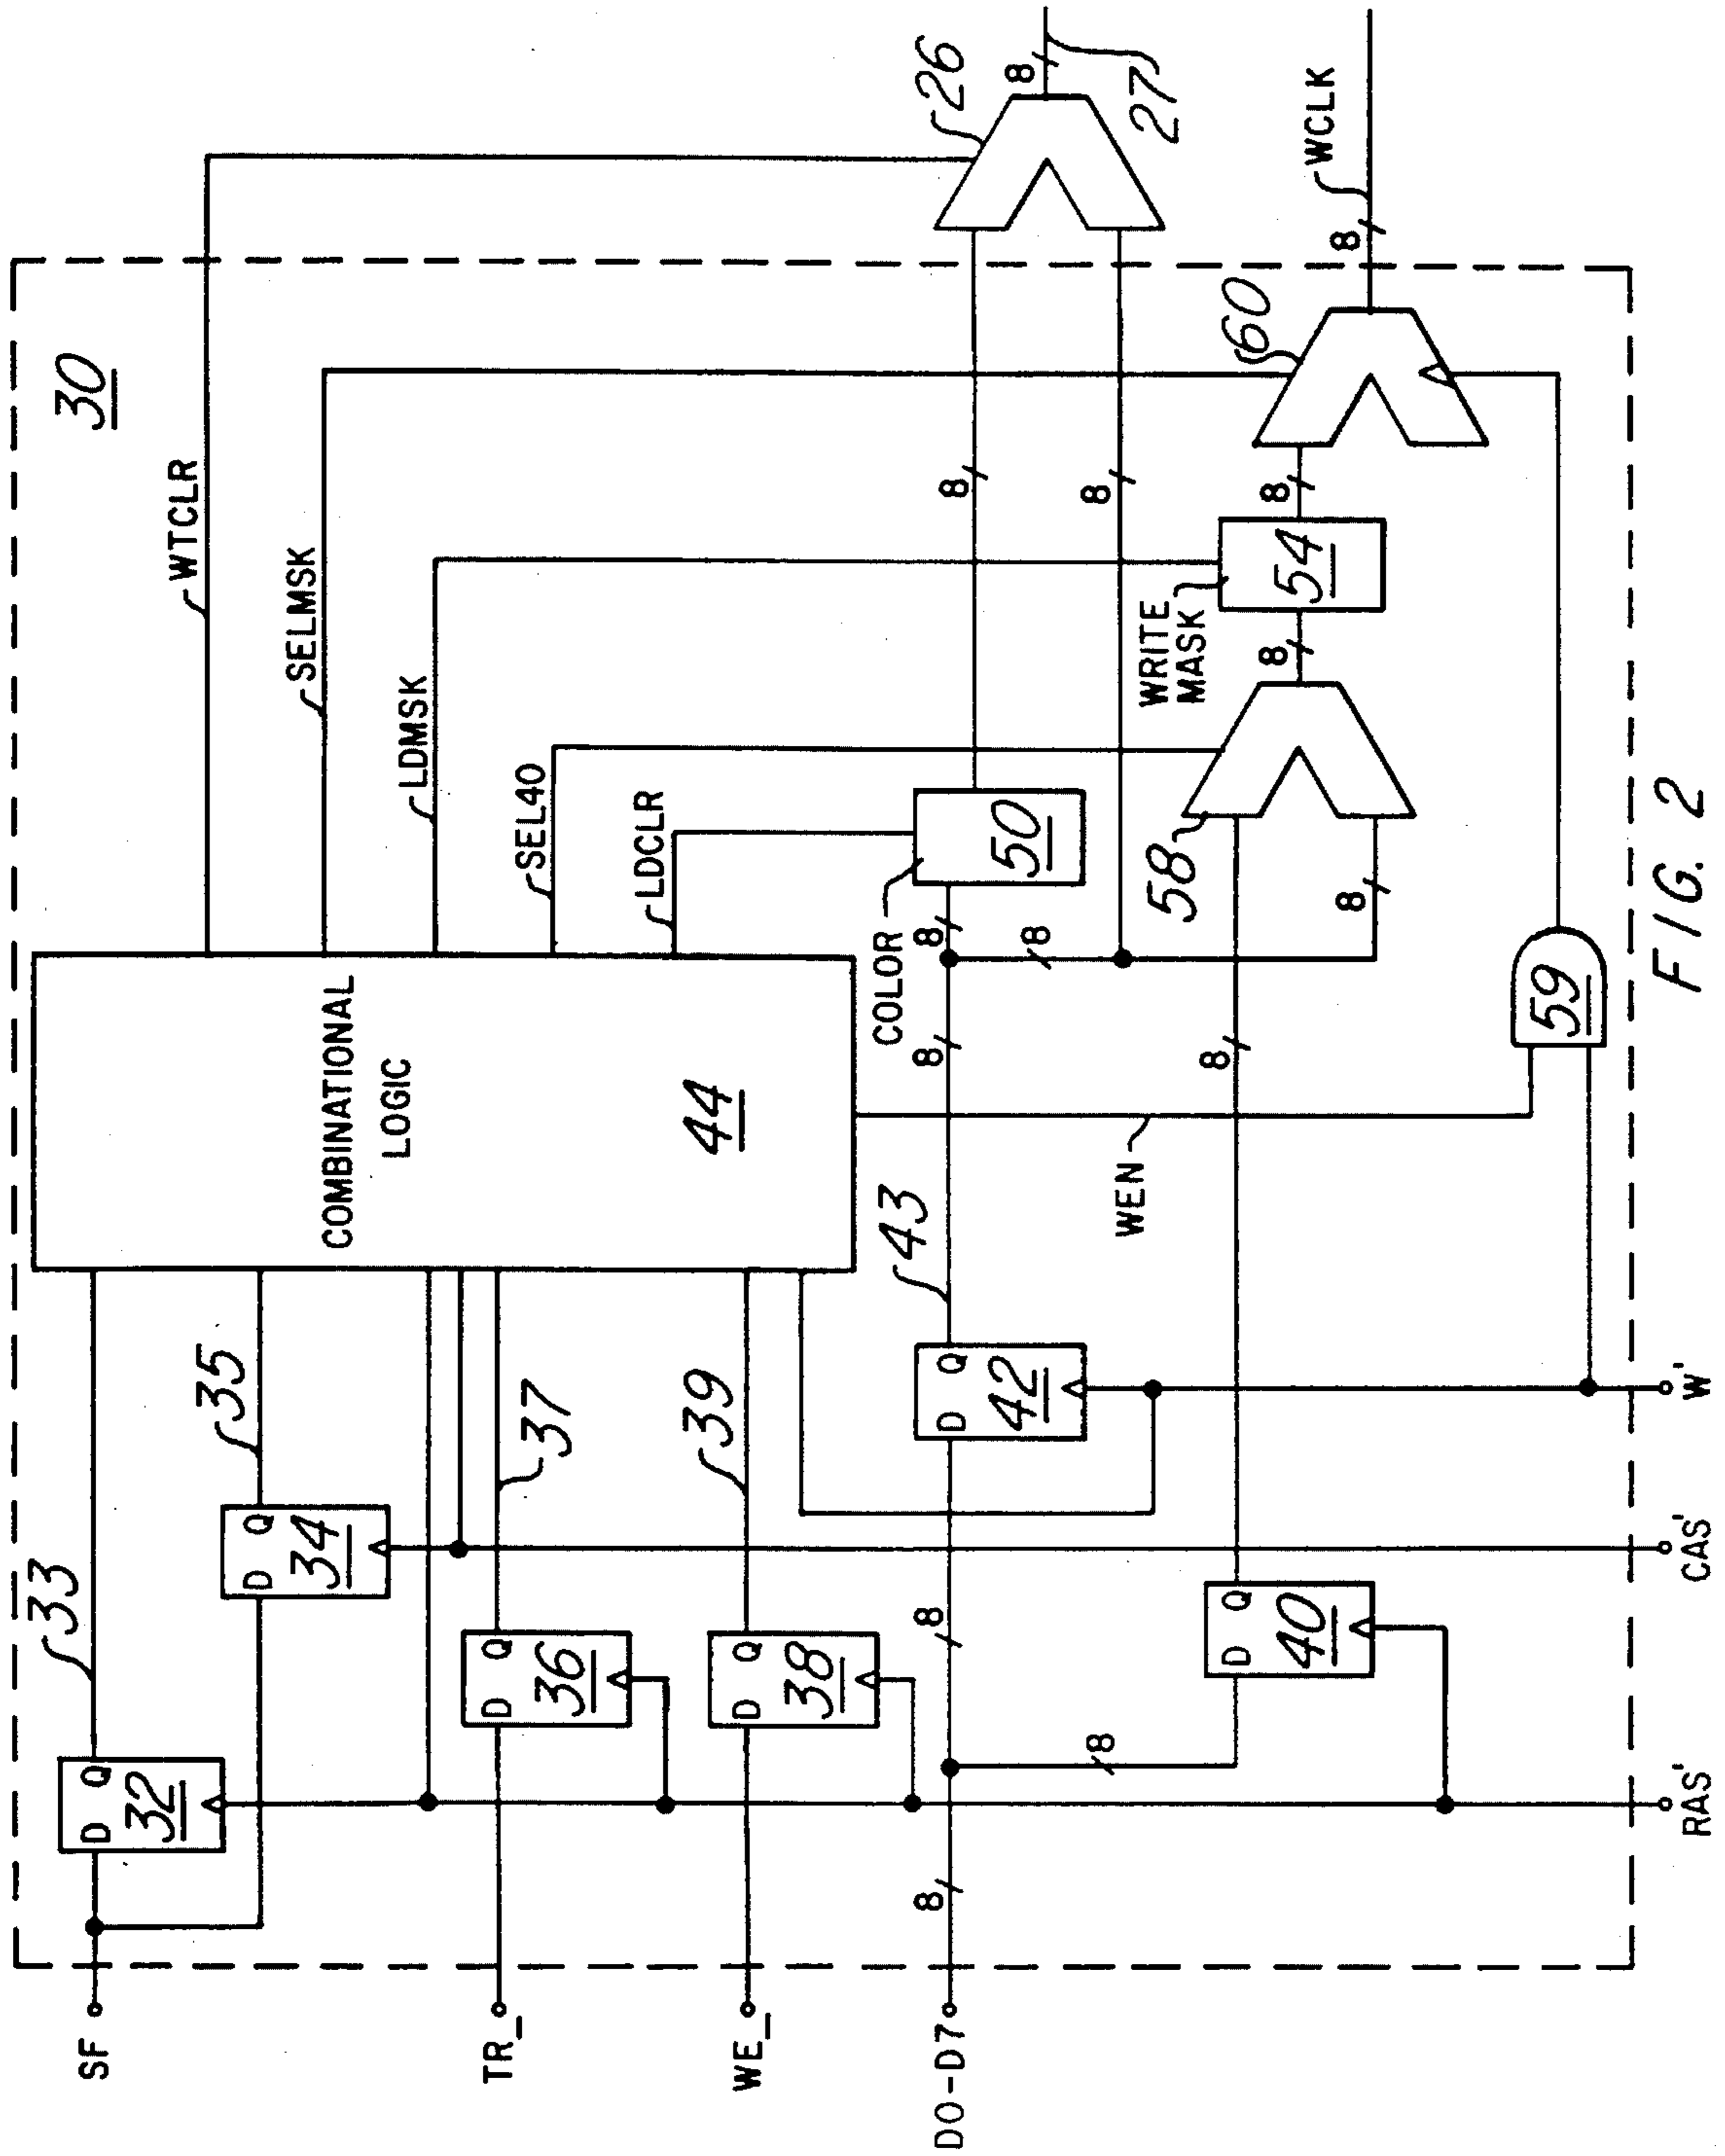 30
SF
TR_
WE_
D0-D7
RAS'
CAS'
W'
D Q
32
33
D Q
34
35
D Q
36
37
D Q
38
39
D Q
40
D Q
42
43
8
8
8
8
8
8
8
8
COMBINATIONAL
LOGIC
44
WEN
WTCLR
SELMSK
LDMSK
SEL40
LDCLR
COLOR
50
58
8
WRITE
MASK
54
8
59
60
8
8
26
8
27
8
WCLK
FIG. 2